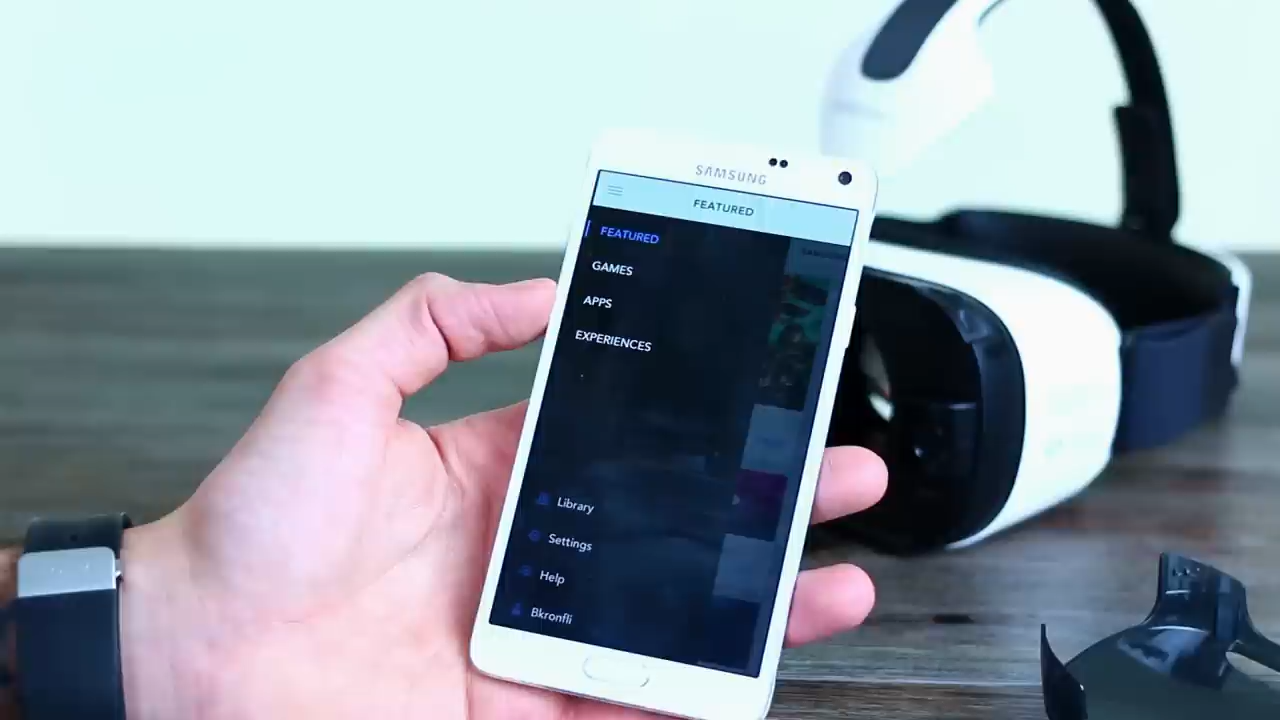 SAMSUNG
FEATURED
FEATURED
GAMES
APPS
EXPERIENCES
Library
Settings
Help
Bkronfli